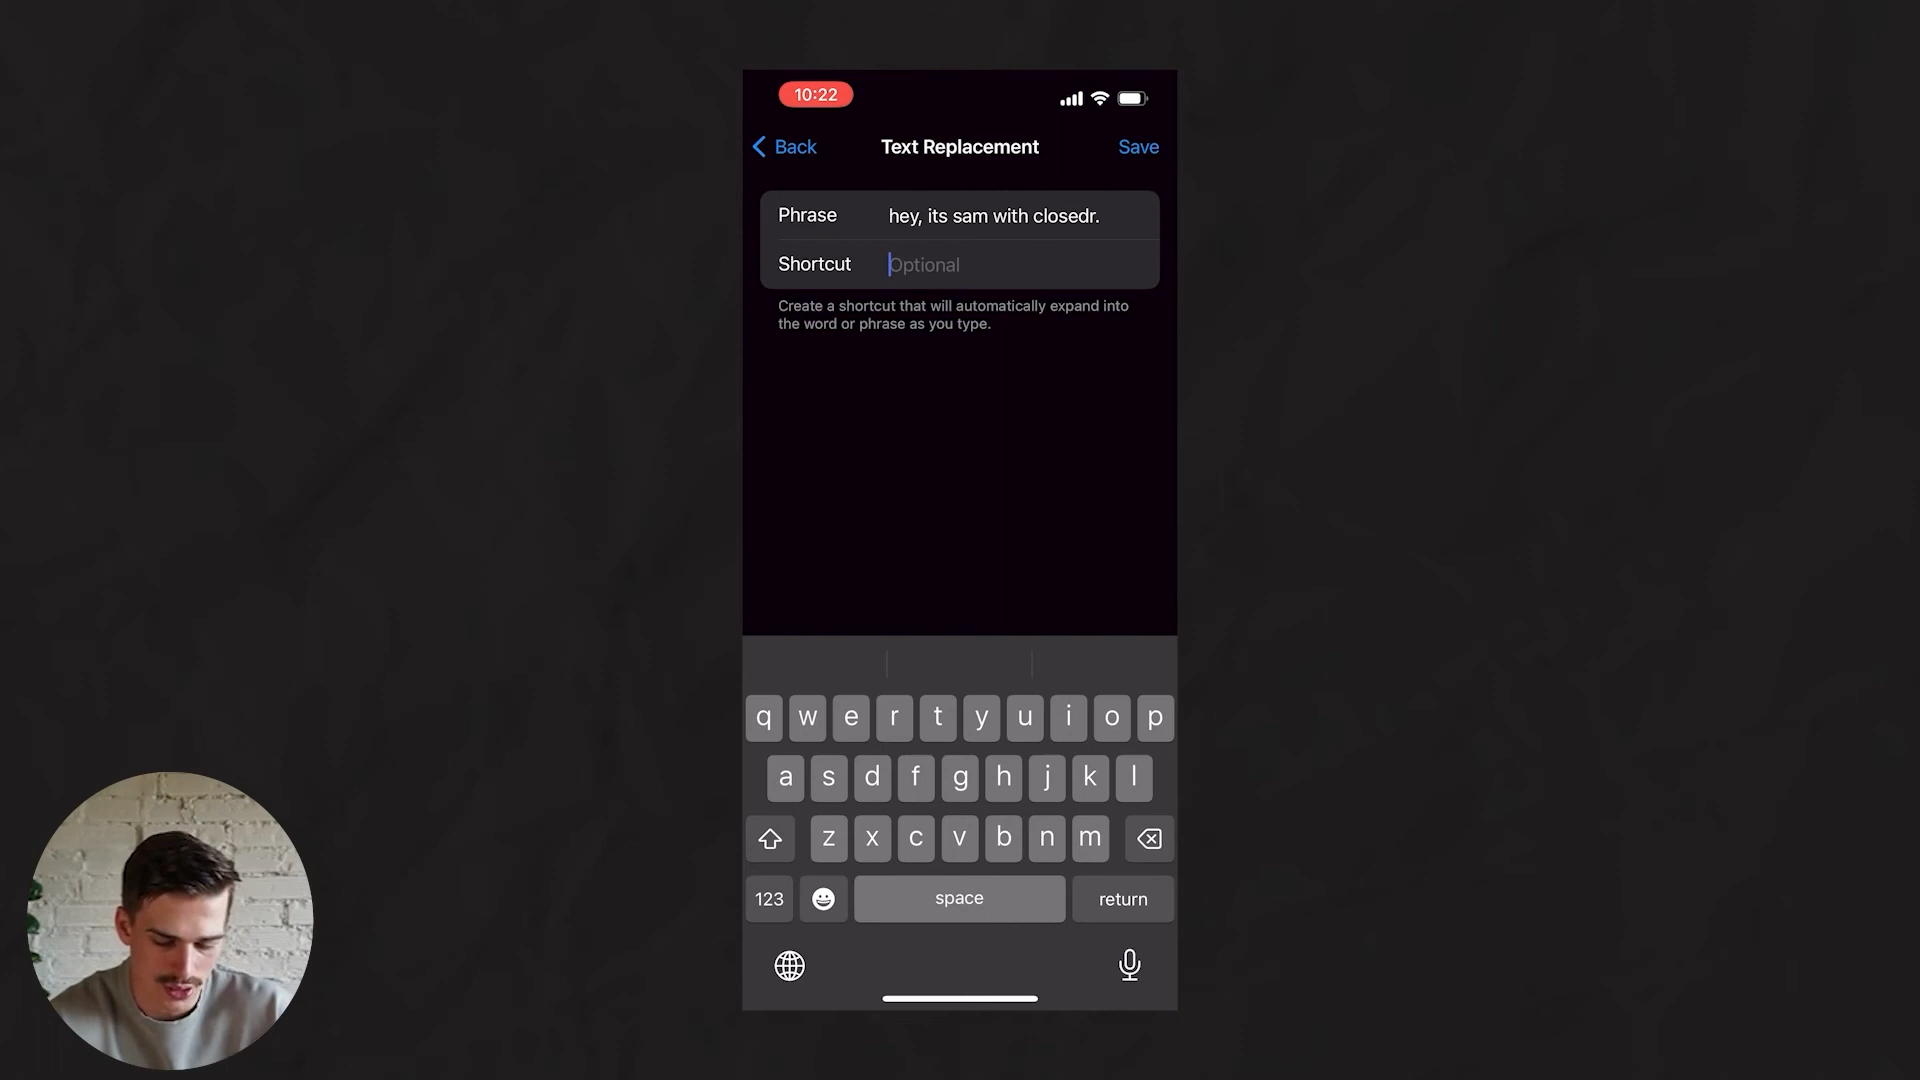 10:22
Back Text Replacement Save
Phrase hey, its sam with closedr.
Shortcut Optional
Create a shortcut that will automatically expand into
the word or phrase as you type.
q w e r t y u i o p
a s d f g h j k l
z x c v b n m
123 space return